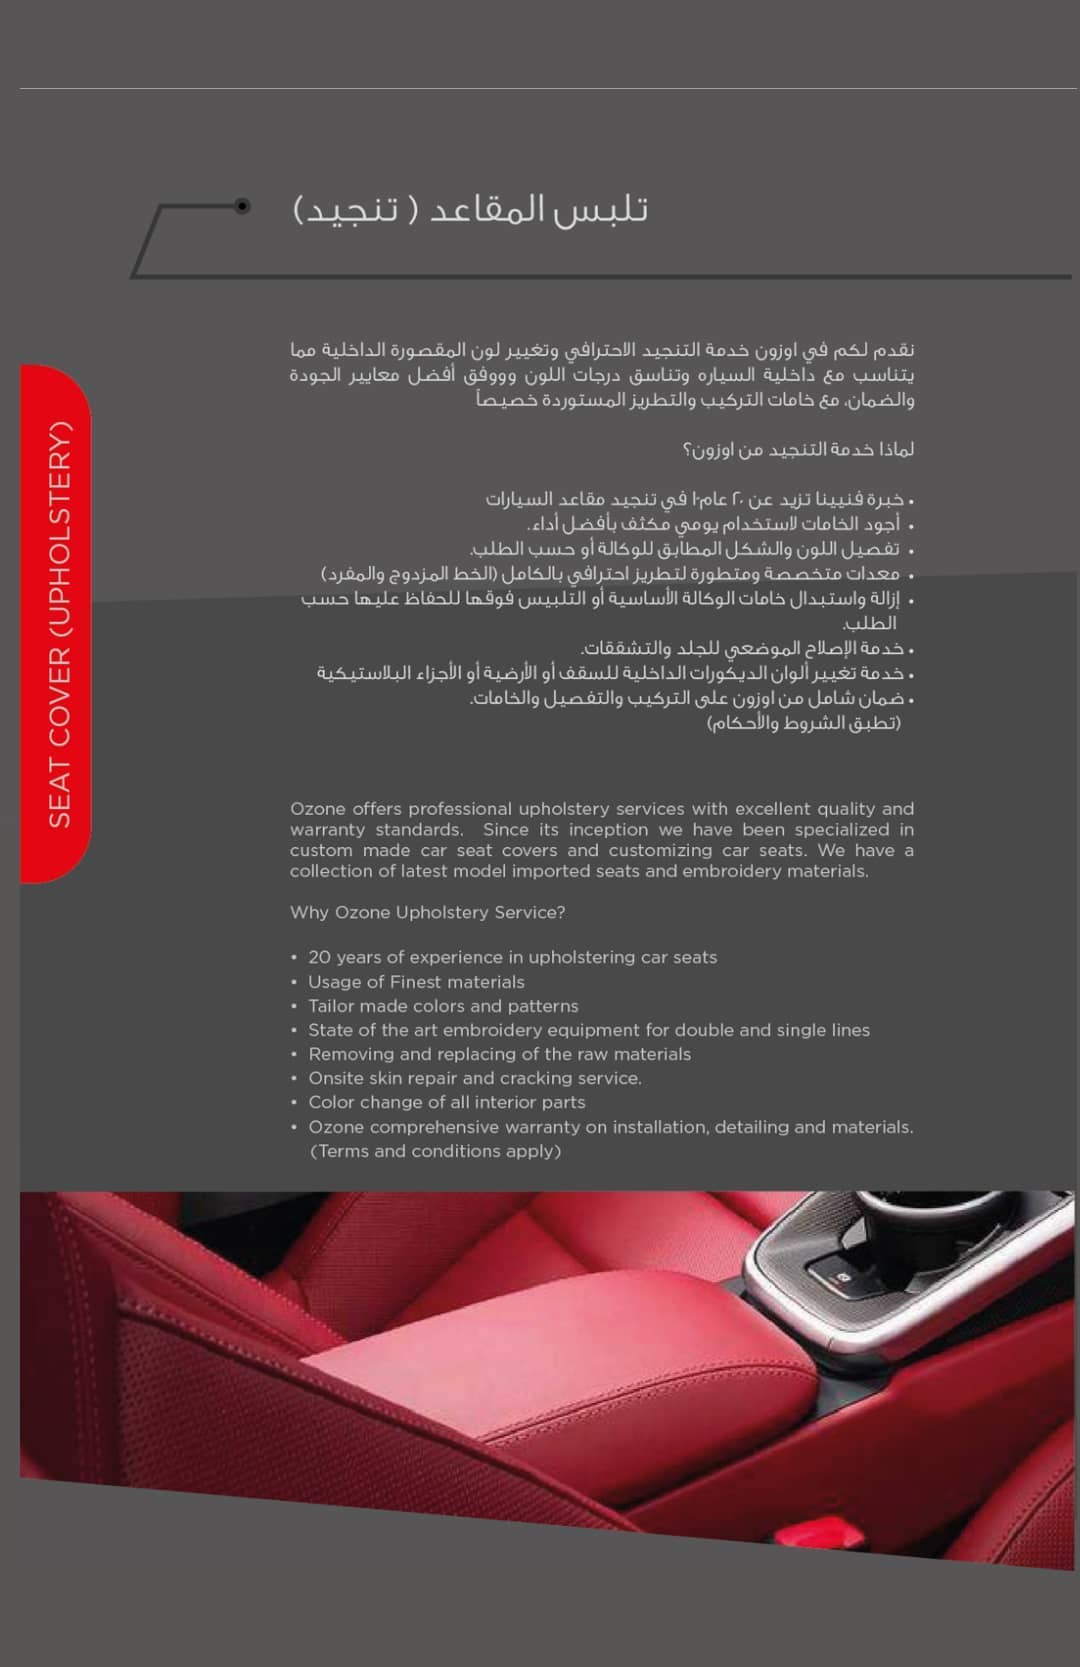 تلبس المقاعد ( تنجيد)
نقدم لكم في اوزون خدمة التنجيد الاحترافي وتغيير لون المقصورة الداخلية مما
يتناسب مع داخلية السياره وتناسق درجات اللون وووفق أفضل معايير الجودة
والضمان، مع خامات التركيب والتطريز المستوردة خصيصاً
لماذا خدمة التنجيد من اوزون؟
• خبرة فنيينا تزيد عن ٢٠ عام١٠ في تنجيد مقاعد السيارات
• أجود الخامات لاستخدام يومي مكثف بأفضل أداء.
• تفصيل اللون والشكل المطابق للوكالة أو حسب الطلب.
• معدات متخصصة ومتطورة لتطريز احترافي بالكامل (الخط المزدوج والمفرد)
• إزالة واستبدال خامات الوكالة الأساسية أو التلبيس فوقها للحفاظ عليها حسب
الطلب.
• خدمة الإصلاح الموضعي للجلد والتشققات.
• خدمة تغيير ألوان الديكورات الداخلية للسقف أو الأرضية أو الأجزاء البلاستيكية
• ضمان شامل من اوزون على التركيب والتفصيل والخامات.
(تطبق الشروط والأحكام)
SEAT COVER (UPHOLSTERY)
Ozone offers professional upholstery services with excellent quality and
warranty standards. Since its inception we have been specialized in
custom made car seat covers and customizing car seats. We have a
collection of latest model imported seats and embroidery materials.
Why Ozone Upholstery Service?
• 20 years of experience in upholstering car seats
• Usage of Finest materials
• Tailor made colors and patterns
• State of the art embroidery equipment for double and single lines
• Removing and replacing of the raw materials
• Onsite skin repair and cracking service.
• Color change of all interior parts
• Ozone comprehensive warranty on installation, detailing and materials.
(Terms and conditions apply)